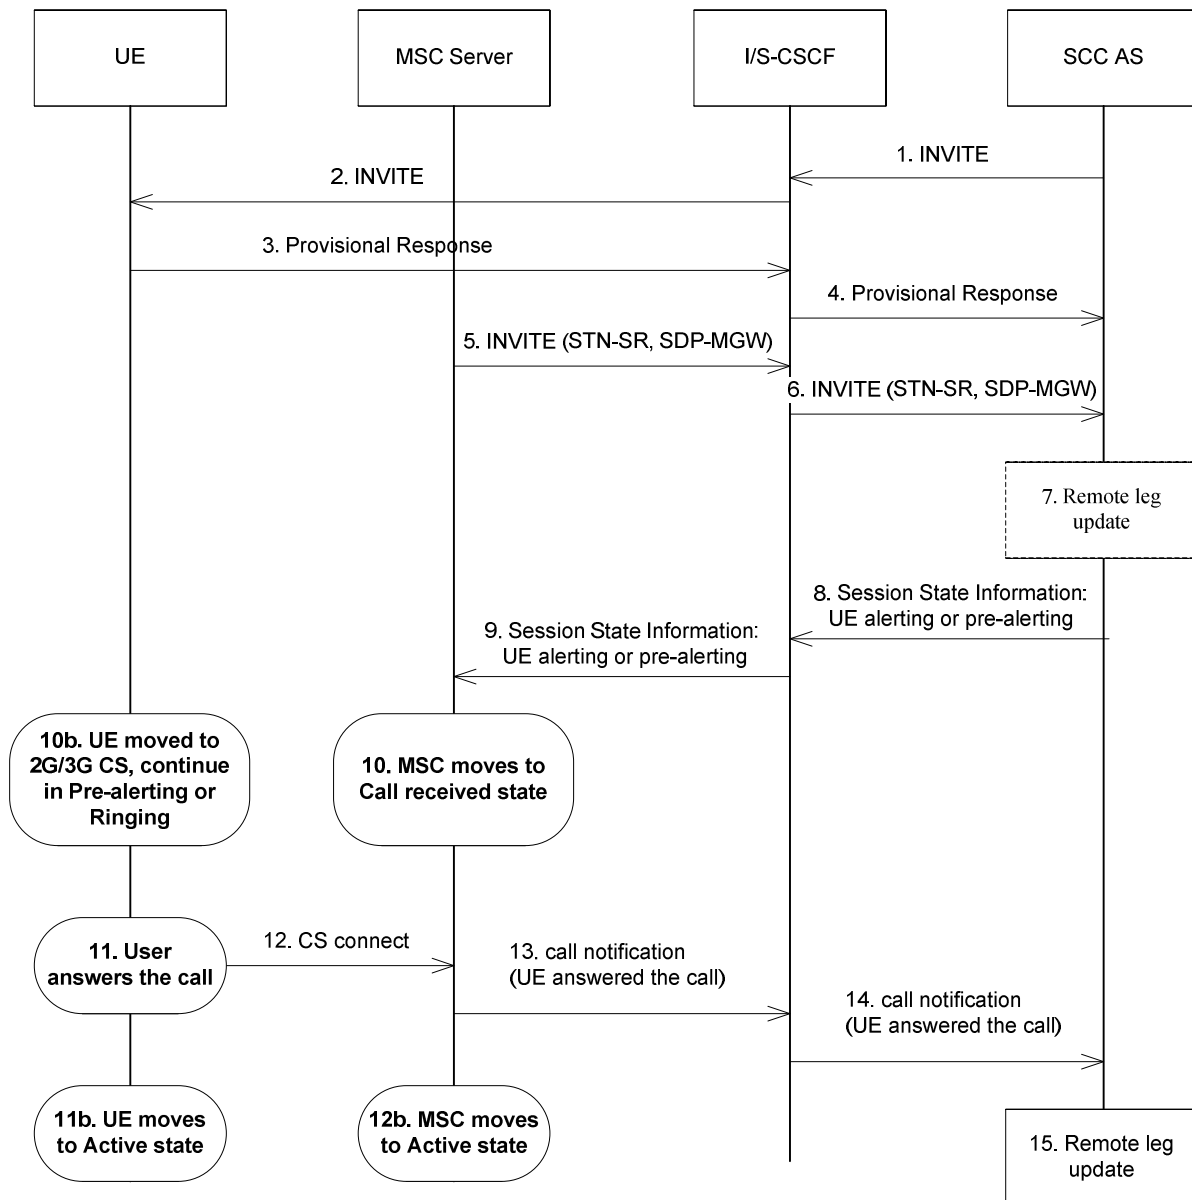 UE
MSC Server
I/S-CSCF
SCC AS
1. INVITE
2. INVITE
3. Provisional Response
4. Provisional Response
5. INVITE (STN-SR, SDP-MGW)
6. INVITE (STN-SR, SDP-MGW)
7. Remote leg
update
8. Session State Information:
UE alerting or pre-alerting
9. Session State Information:
UE alerting or pre-alerting
10b. UE moved to
2G/3G CS, continue
in Pre-alerting or
Ringing
10. MSC moves to
Call received state
11. User
answers the call
12. CS connect
13. call notification
(UE answered the call)
14. call notification
(UE answered the call)
11b. UE moves
to Active state
12b. MSC moves
to Active state
15. Remote leg
update